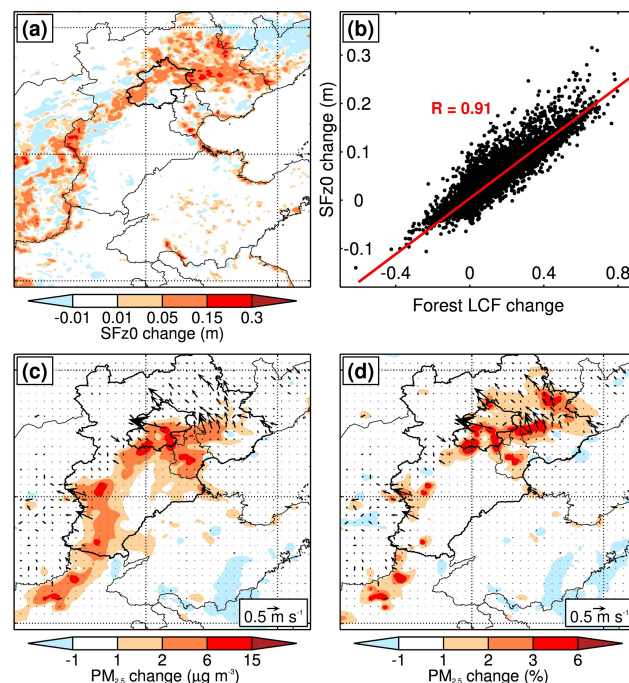 (a)
-0.01 0.01 0.05 0.15 0.3
SFz0 change (m)
(b)
R = 0.91
SFz0 change (m)
0.3
0.2
0.1
0
-0.1
-0.4 0 0.4 0.8
Forest LCF change
(c)
0.5 m s⁻¹
-1 1 2 6 15
PM₂.₅ change (μg m⁻³)
(d)
0.5 m s⁻¹
-1 1 2 3 6
PM₂.₅ change (%)